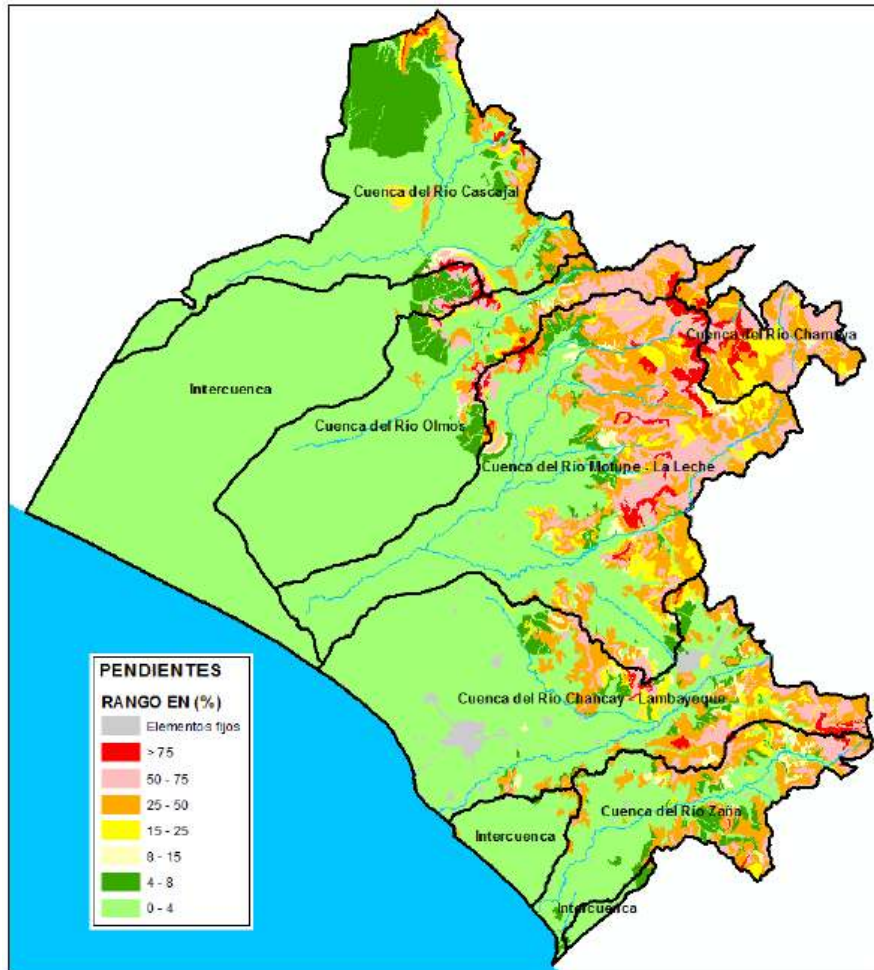 Cuenca del Río Cascajal
Cuenca del Río Chamaya
Intercuenca
Cuenca del Río Olmos
Cuenca del Río Motupe - La Leche
Cuenca del Río Chancay - Lambayeque
Cuenca del Río Zaña
Intercuenca
Intercuenca
PENDIENTES
RANGO EN (%)
Elementos fijos
> 75
50 - 75
25 - 50
15 - 25
8 - 15
4 - 8
0 - 4